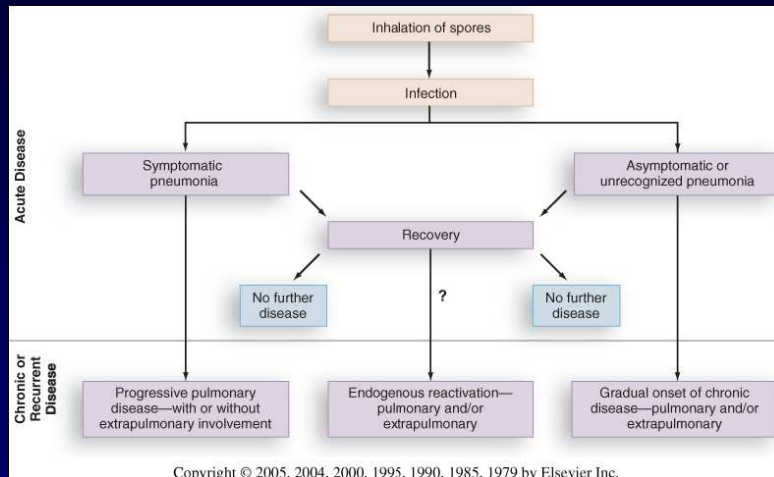 Inhalation of spores
Infection
Acute Disease
Symptomatic
pneumonia
Asymptomatic or
unrecognized pneumonia
Recovery
No further
disease
?
No further
disease
Chronic or
Recurrent
Disease
Progressive pulmonary
disease—with or without
extrapulmonary involvement
Endogenous reactivation—
pulmonary and/or
extrapulmonary
Gradual onset of chronic
disease—pulmonary and/or
extrapulmonary
Copyright © 2005, 2004, 2000, 1995, 1990, 1985, 1979 by Elsevier Inc.